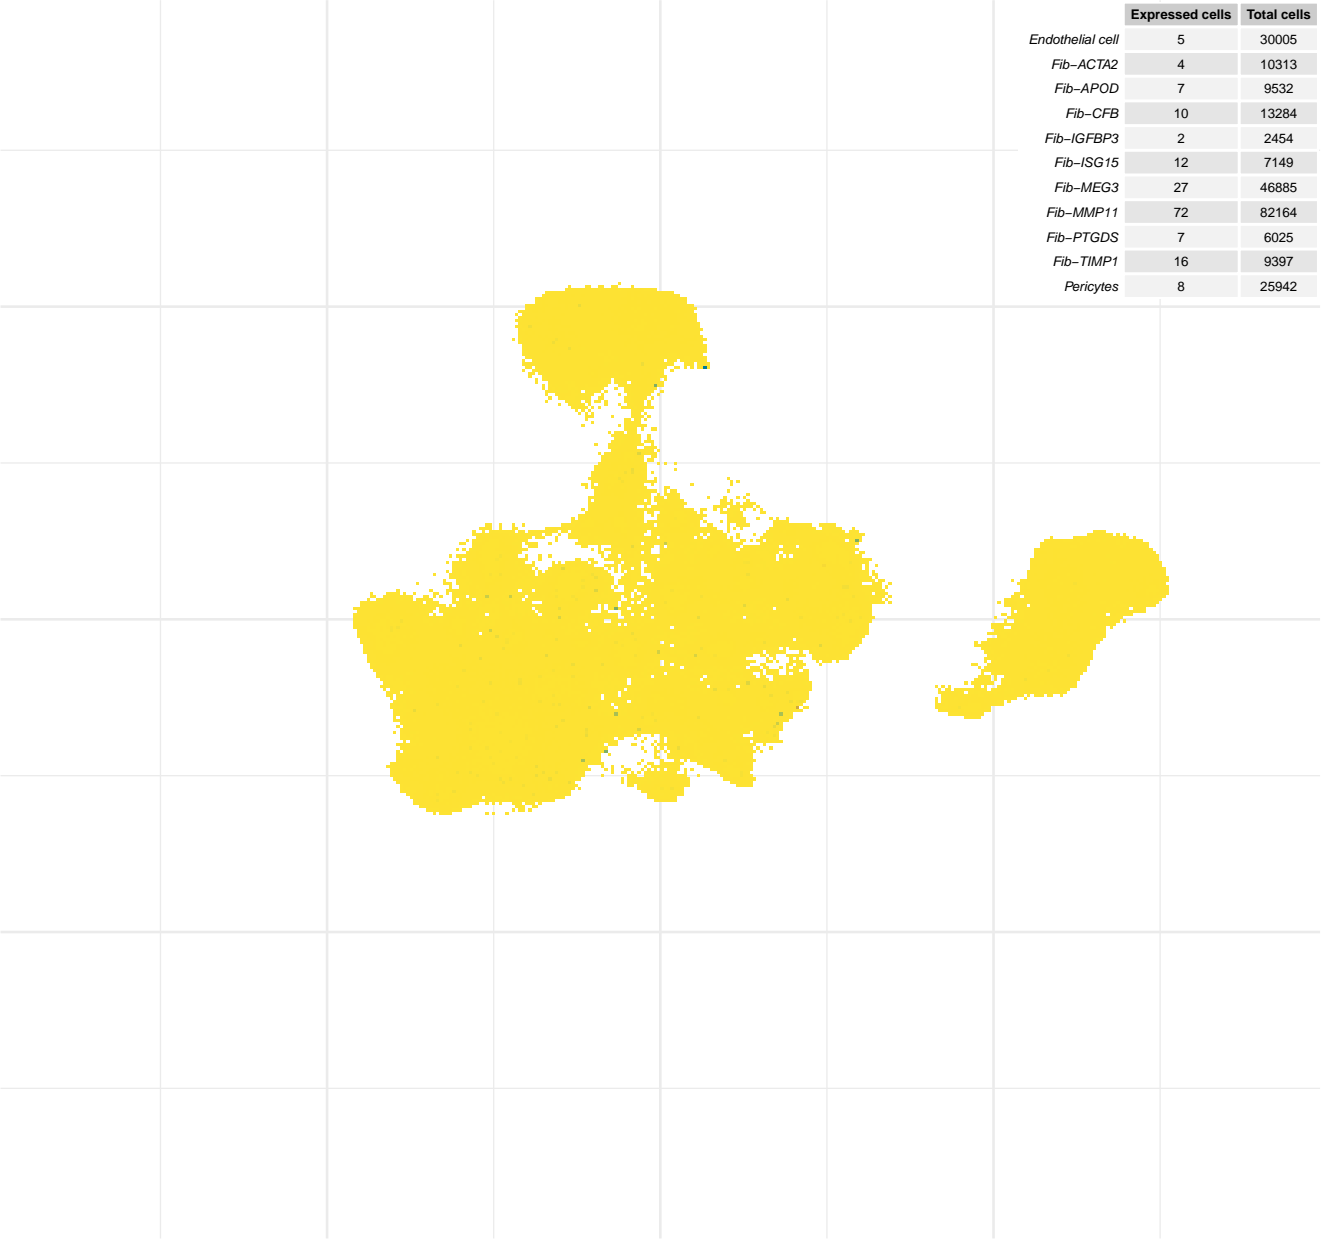 Expressed cells Total cells
Endothelial cell 5 30005
Fib−ACTA2 4 10313
Fib−APOD 7 9532
Fib−CFB 10 13284
Fib−IGFBP3 2 2454
Fib−ISG15 12 7149
Fib−MEG3 27 46885
Fib−MMP11 72 82164
Fib−PTGDS 7 6025
Fib−TIMP1 16 9397
Pericytes 8 25942